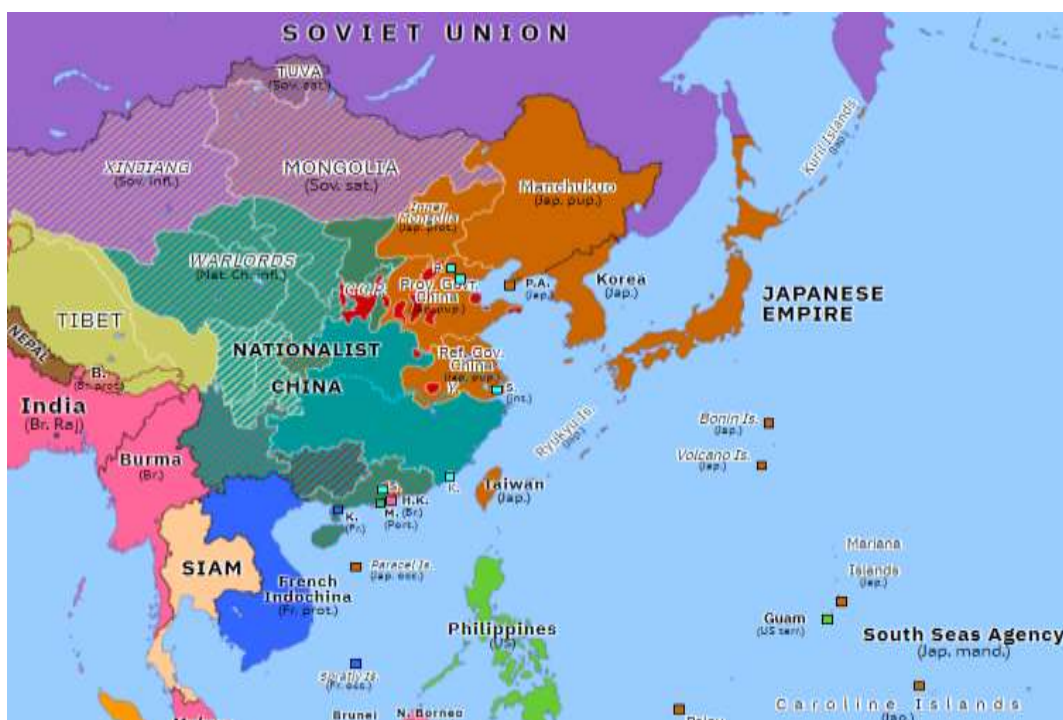 SOVIET UNION
TUVA
(Sov. sat.)
XINJIANG
(Sov. infl.)
MONGOLIA
(Sov. sat.)
Kuril Islands
(Jap.)
Manchukuo
(Jap. pup.)
Inner
Mongolia
(Jap. prot.)
WARLORDS
(Nat. Ch. infl.)
P.
C.C.P.
Prov. Govt.
China
(Jap. pup.)
P.A.
(Jap.)
Korea
(Jap.)
JAPANESE
EMPIRE
TIBET
NEPAL
B.
(Br. prot.)
NATIONALIST
CHINA
Ref. Gov.
China
(Jap. pup.)
Y.
S.
(int.)
India
(Br. Raj)
Burma
(Br.)
Ryukyu Is.
(Jap.)
Bonin Is.
(Jap.)
Volcano Is.
(Jap.)
K.
Taiwan
(Jap.)
H.K.
(Br.)
M.
(Port.)
K.
(Fr.)
SIAM
Paracel Is.
(Jap. occ.)
French
Indochina
(Fr. prot.)
Mariana
Islands
(Jap.)
Guam
(US terr.)
Philippines
(US)
South Seas Agency
(Jap. mand.)
Spratly Is.
(Fr. occ.)
Caroline Islands
(Jap.)
Brunei
N. Borneo